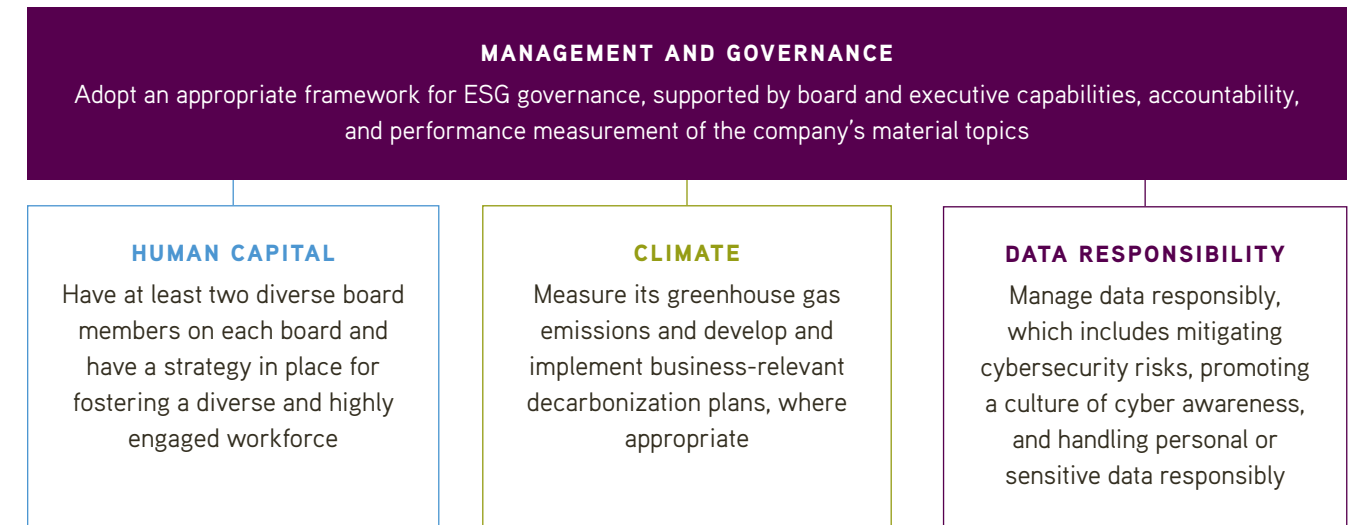 MANAGEMENT AND GOVERNANCE
Adopt an appropriate framework for ESG governance, supported by board and executive capabilities, accountability,
and performance measurement of the company's material topics
HUMAN CAPITAL
Have at least two diverse board
members on each board and
have a strategy in place for
fostering a diverse and highly
engaged workforce
CLIMATE
Measure its greenhouse gas
emissions and develop and
implement business-relevant
decarbonization plans, where
appropriate
DATA RESPONSIBILITY
Manage data responsibly,
which includes mitigating
cybersecurity risks, promoting
a culture of cyber awareness,
and handling personal or
sensitive data responsibly